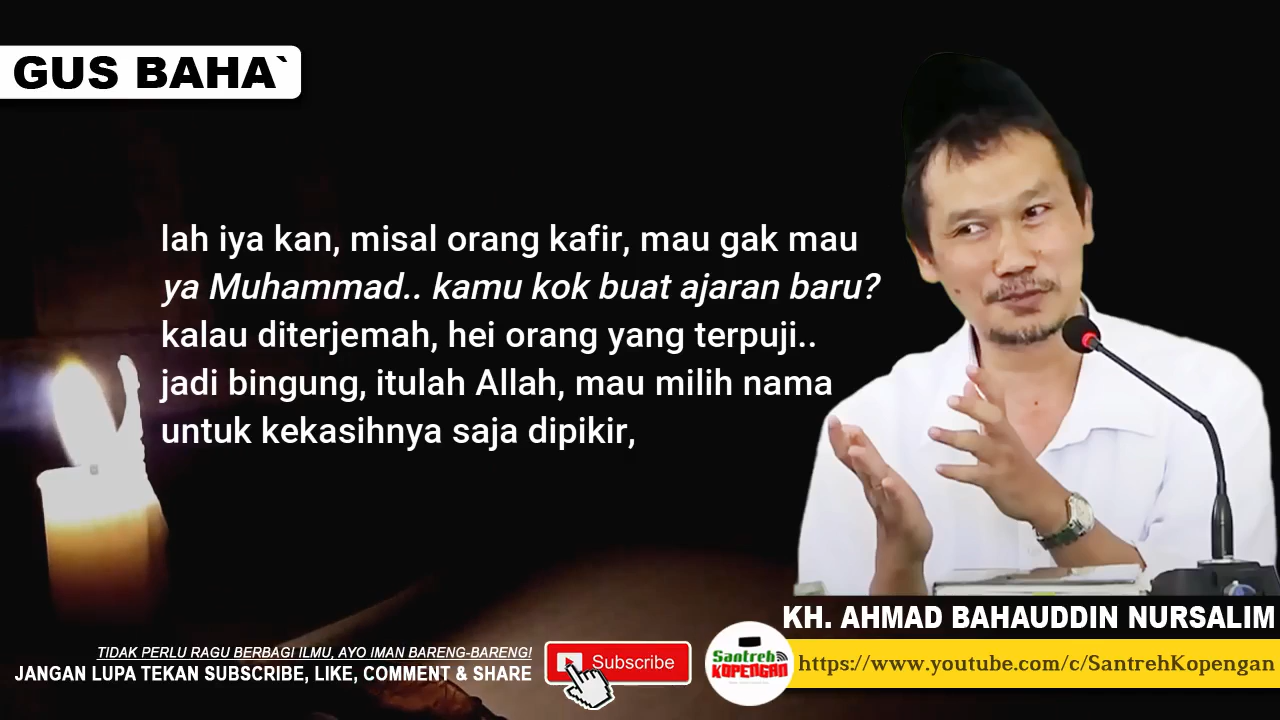 GUS BAHA`
lah iya kan, misal orang kafir, mau gak mau
ya Muhammad.. kamu kok buat ajaran baru?
kalau diterjemah, hei orang yang terpuji..
jadi bingung, itulah Allah, mau milih nama
untuk kekasihnya saja dipikir,
KH. AHMAD BAHAUDDIN NURSALIM
TIDAK PERLU RAGU BERBAGI ILMU, AYO IMAN BARENG-BARENG!
JANGAN LUPA TEKAN SUBSCRIBE, LIKE, COMMENT & SHARE
Subscribe
Santreh
KOPENGAN
https://www.youtube.com/c/SantrehKopengan